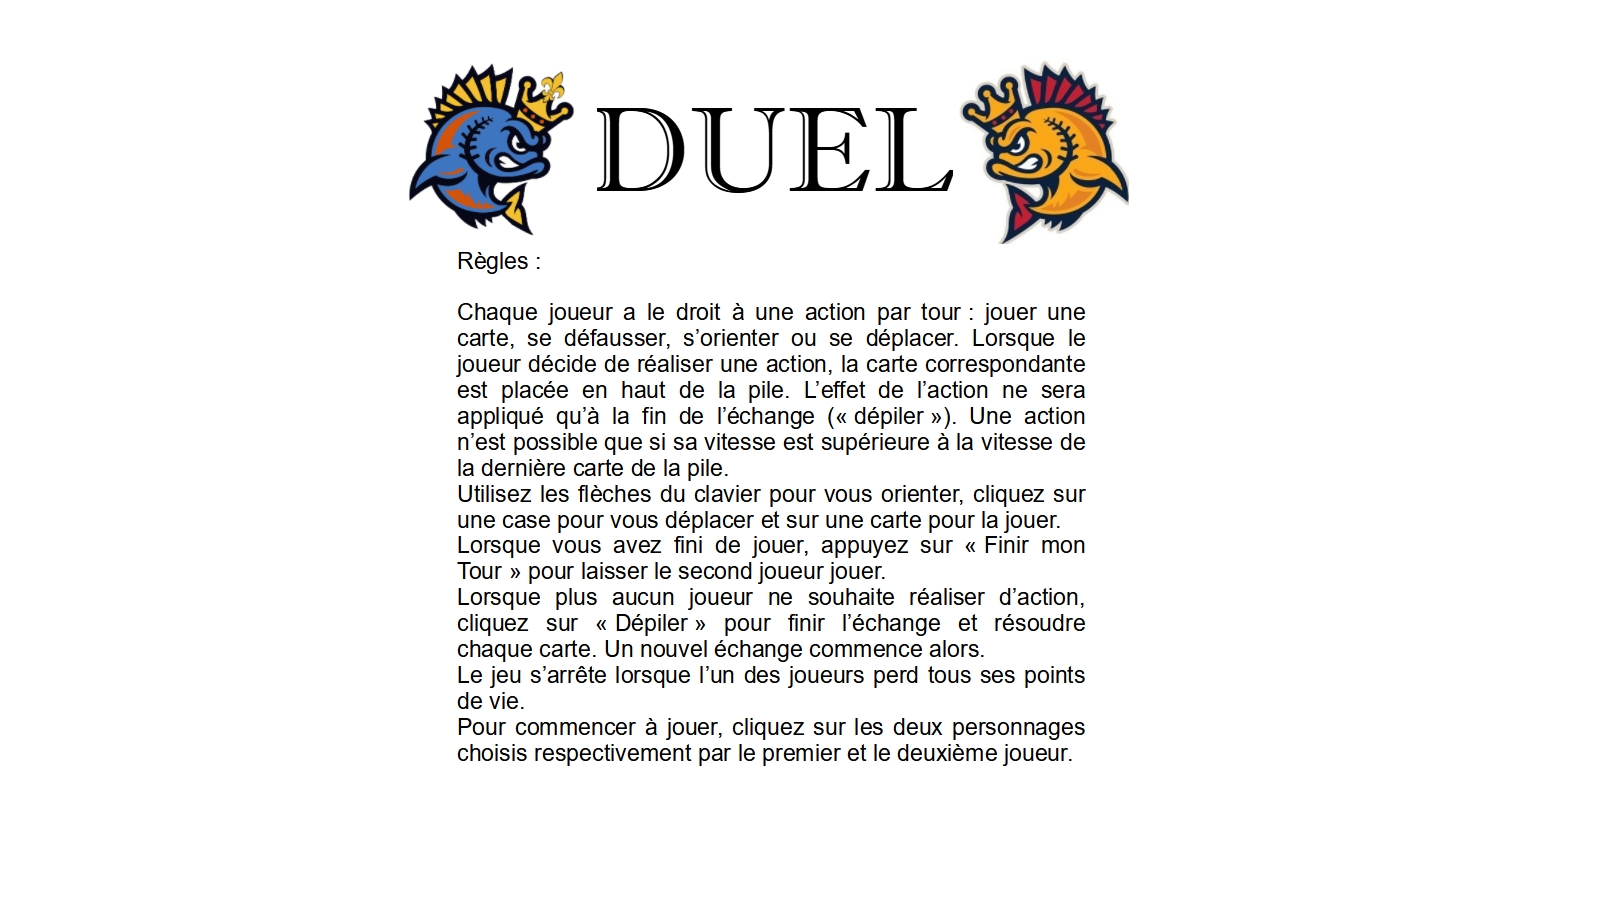 DUEL
Règles :
Chaque joueur a le droit à une action par tour : jouer une
carte, se défausser, s’orienter ou se déplacer. Lorsque le
joueur décide de réaliser une action, la carte correspondante
est placée en haut de la pile. L’effet de l’action ne sera
appliqué qu’à la fin de l’échange (« dépiler »). Une action
n’est possible que si sa vitesse est supérieure à la vitesse de
la dernière carte de la pile.
Utilisez les flèches du clavier pour vous orienter, cliquez sur
une case pour vous déplacer et sur une carte pour la jouer.
Lorsque vous avez fini de jouer, appuyez sur « Finir mon
Tour » pour laisser le second joueur jouer.
Lorsque plus aucun joueur ne souhaite réaliser d’action,
cliquez sur « Dépiler » pour finir l’échange et résoudre
chaque carte. Un nouvel échange commence alors.
Le jeu s’arrête lorsque l’un des joueurs perd tous ses points
de vie.
Pour commencer à jouer, cliquez sur les deux personnages
choisis respectivement par le premier et le deuxième joueur.